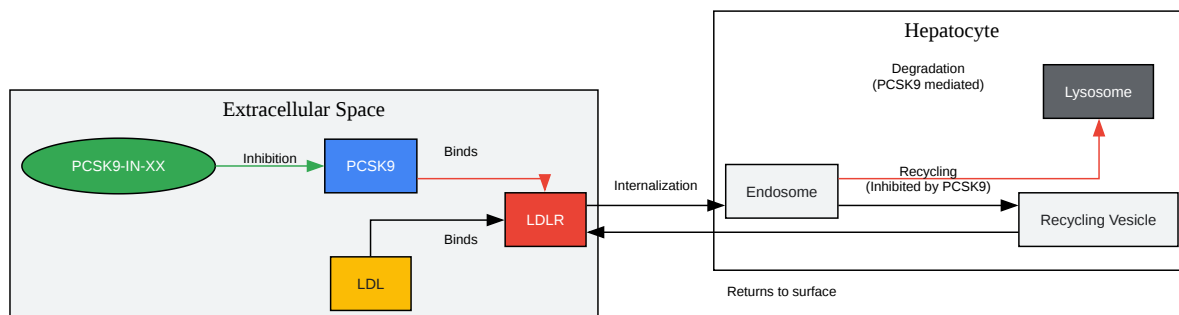 Hepatocyte
Degradation
(PCSK9 mediated)
Lysosome
Extracellular Space
PCSK9-IN-XX
Inhibition
PCSK9
Binds
Internalization
Endosome
Recycling
(Inhibited by PCSK9)
LDLR
Recycling Vesicle
Binds
LDL
Returns to surface